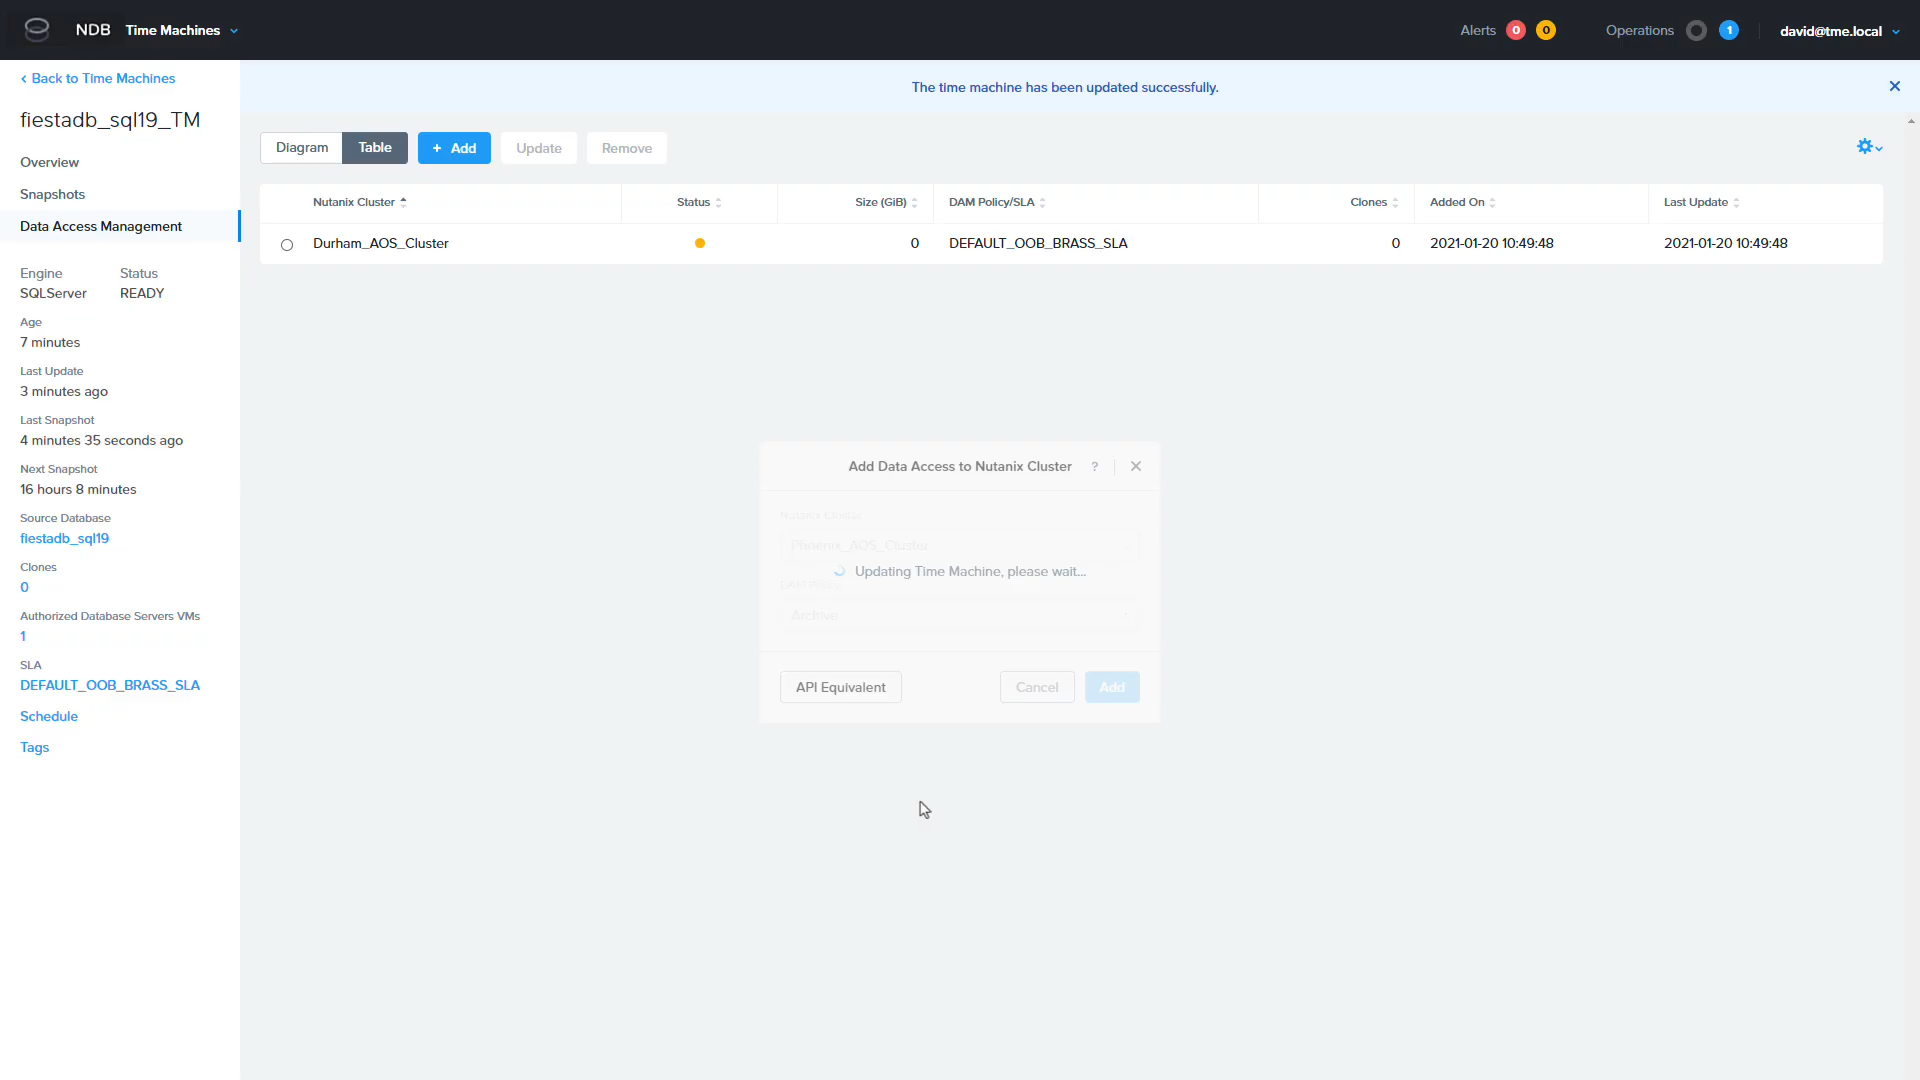 NDB Time Machines
Alerts 0 0 Operations 1 david@tme.local
Back to Time Machines
The time machine has been updated successfully.
fiestadb_sql19_TM
Diagram Table + Add Update Remove
Overview
Snapshots
Data Access Management
Nutanix Cluster Status Size (GiB) DAM Policy/SLA Clones Added On Last Update
Durham_AOS_Cluster 0 DEFAULT_OOB_BRASS_SLA 0 2021-01-20 10:49:48 2021-01-20 10:49:48
Engine Status
SQLServer READY
Age
7 minutes
Last Update
3 minutes ago
Last Snapshot
4 minutes 35 seconds ago
Next Snapshot
16 hours 8 minutes
Source Database
fiestadb_sql19
Clones
0
Authorized Database Servers VMs
1
SLA
DEFAULT_OOB_BRASS_SLA
Schedule
Tags
Add Data Access to Nutanix Cluster ?
Nutanix Cluster
Phoenix_AOS_Cluster
Updating Time Machine, please wait...
Archive
API Equivalent Cancel Add